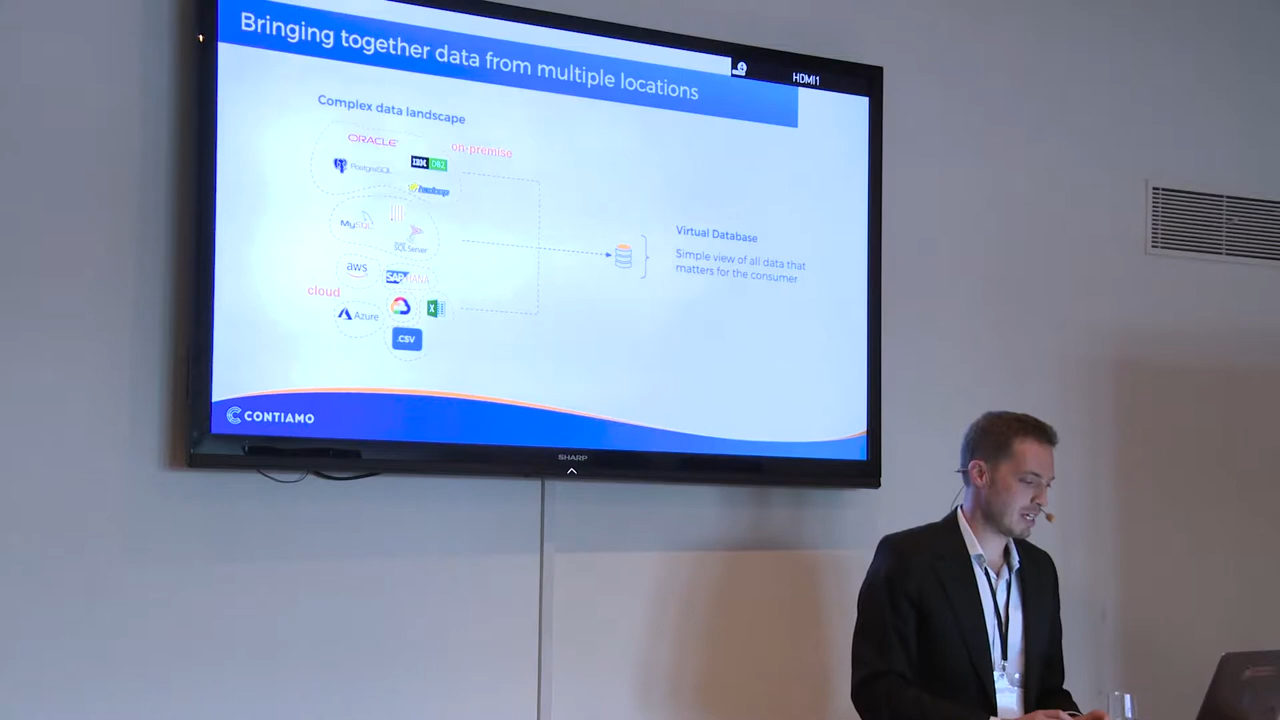 Bringing together data from multiple locations
HDMI1
Complex data landscape
ORACLE
on-premise
PostgreSQL
IBM DB2
hadoop
MySQL
SQL Server
aws
SAP HANA
cloud
Azure
.CSV
Virtual Database
Simple view of all data that
matters for the consumer
CONTIAMO
SHARP